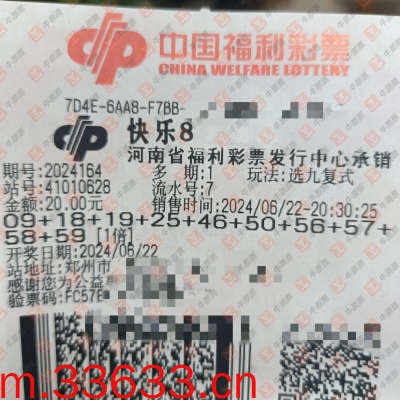 中国福利彩票
CHINA WELFARE LOTTERY
7D4E-6AA8-F7BB-
快乐8
河南省福利彩票发行中心承销
期号:2024164 多 期:1 玩法:选九复式
站号:41010628 流水号:7
金额:20.00元 销售时间:2024/06/22-20:30:25
09+18+19+25+46+50+56+57+
58+59 [1倍]
开奖日期:2024/06/22
站地址:郑州市
感谢您为公益
验票码:FC57E
m.33633.cn